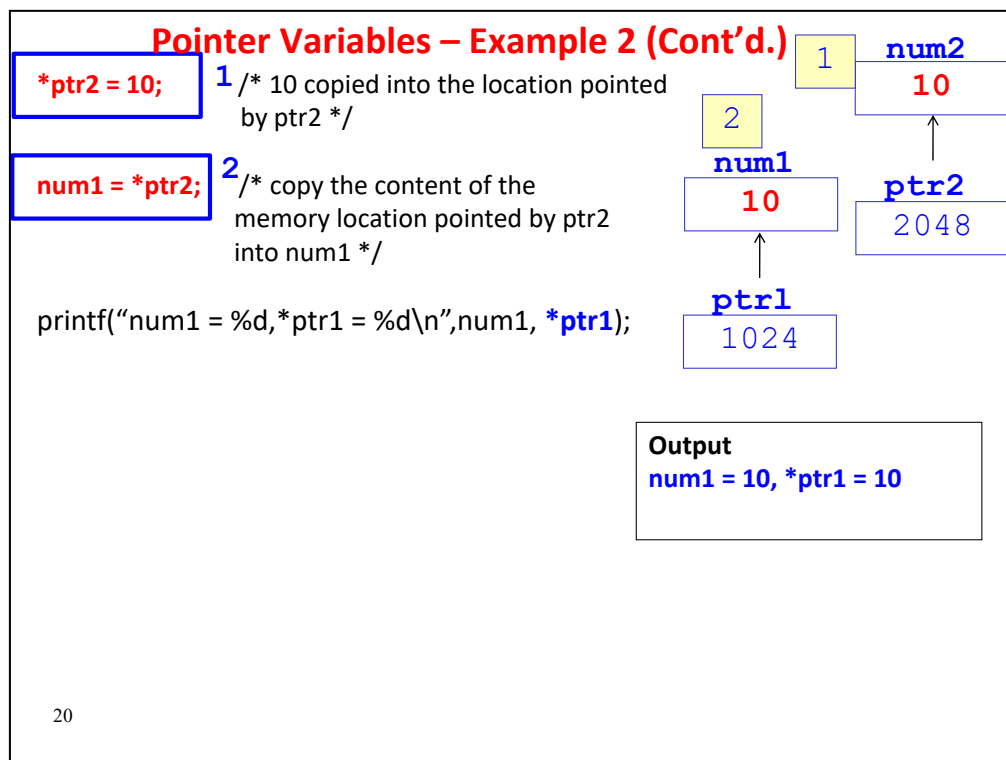 Pointer Variables – Example 2 (Cont'd.)
*ptr2 = 10;
1 /* 10 copied into the location pointed
by ptr2 */
num1 = *ptr2;
2 /* copy the content of the
memory location pointed by ptr2
into num1 */
printf(“num1 = %d,*ptr1 = %d\n”,num1, *ptr1);
1
num2
10
2
num1
10
ptr2
2048
ptr1
1024
Output
num1 = 10, *ptr1 = 10
20